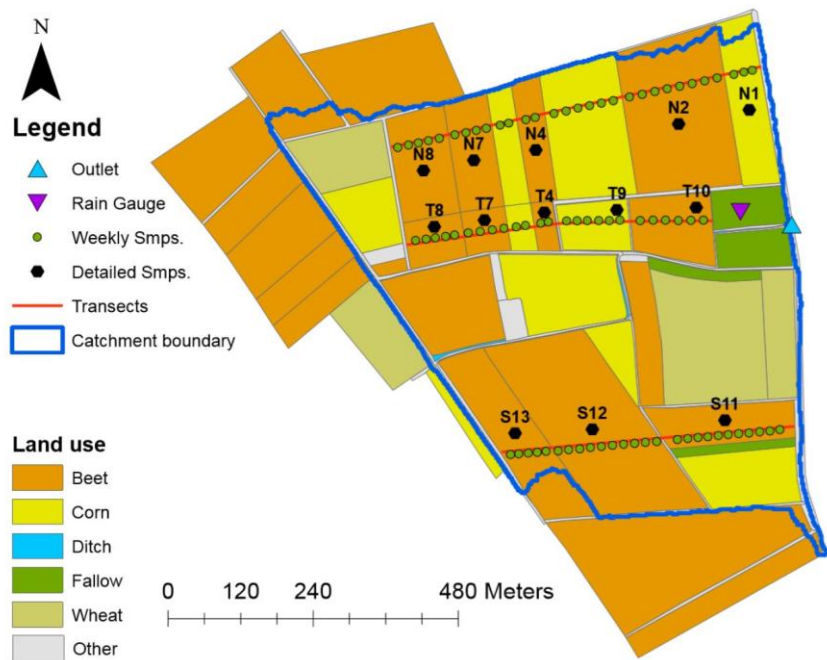 N
Legend
Outlet
Rain Gauge
Weekly Smps.
Detailed Smps.
Transects
Catchment boundary
Land use
Beet
Corn
Ditch
Fallow
Wheat
Other
0 120 240 480 Meters
N8 N7 N4 N2 N1
T8 T7 T4 T9 T10
S13 S12 S11